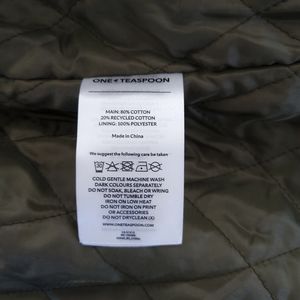 ONE TEASPOON
MAIN: 80% COTTON
20% RECYCLED COTTON
LINING: 100% POLYESTER
Made in China
We suggest the following care be taken
COLD GENTLE MACHINE WASH
DARK COLOURS SEPARATELY
DO NOT SOAK, BLEACH OR WRING
DO NOT TUMBLE DRY
IRON ON LOW HEAT
DO NOT IRON ON PRINT
OR ACCESSORIES
DO NOT DRYCLEAN (X)
WWW.ONETEASPOON.COM